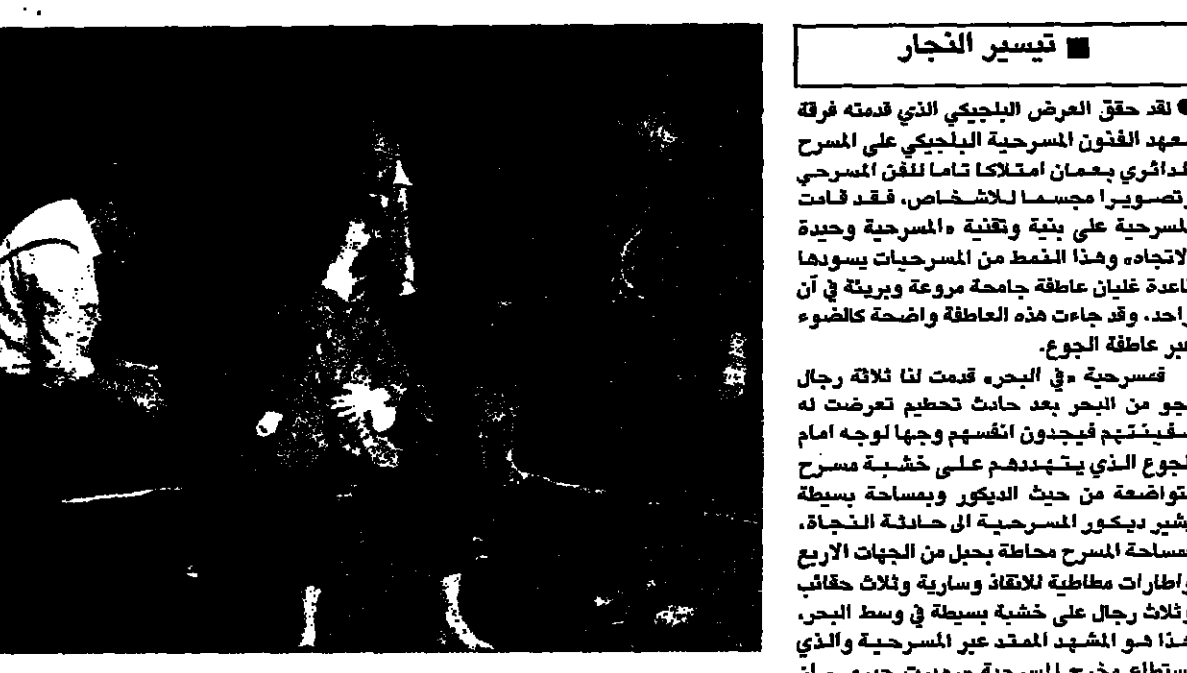 ■ تيسير النجار
● لقد حقق العرض البلجيكي الذي قدمته فرقة
معهد الفنون المسرحية البلجيكي على المسرح
الدائري بعمان امتلاكا تاما للفن المسرحي
وتصويرا مجسما للاشخاص، فقد قامت
المسرحية على بنية وتقنية «المسرحية وحيدة
الاتجاه» وهذا النمط من المسرحيات يسودها
قاعدة غليان عاطفة جامحة مروعة وبريئة في آن
واحد. وقد جاءت هذه العاطفة واضحة كالضوء
عبر عاطفة الجوع.
فمسرحية «في البحر» قدمت لنا ثلاثة رجال
نجو من البحر بعد حادث تحطيم تعرضت له
سفينتهم فيجدون انفسهم وجها لوجه امام
الجوع الذي يتهددهم على خشبة مسرح
متواضعة من حيث الديكور وبمساحة بسيطة
يشير ديكور المسرحية الى حادثة النجاة،
فمساحة المسرح محاطة بحبل من الجهات الاربع
واطارات مطاطية للانقاذ وسارية وثلاث حقائب
وثلاث رجال على خشبة بسيطة في وسط البحر،
هذا هو المشهد الممتد عبر المسرحية والذي
استطاع مخرج المسرحية